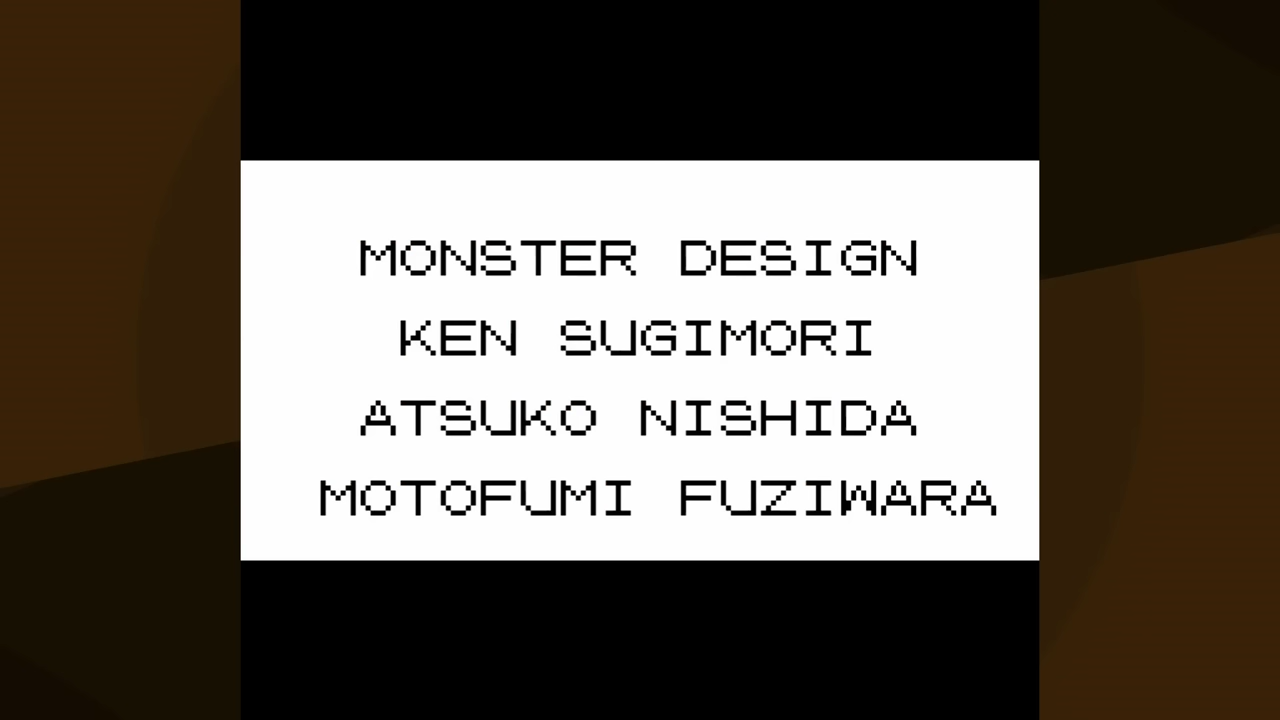 MONSTER DESIGN
KEN SUGIMORI
ATSUKO NISHIDA
MOTOFUMI FUZIWARA